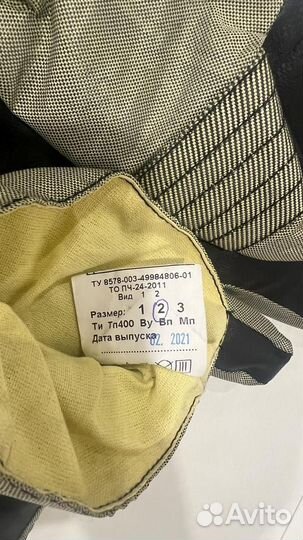 ТУ 8578-003-49984806-01
ТО ПЧ-24-2011
Вид 1 2
Размер: 1 2 3
Ти Тп400 Ву Вп Мп
Дата выпуска 02. 2021
Avito